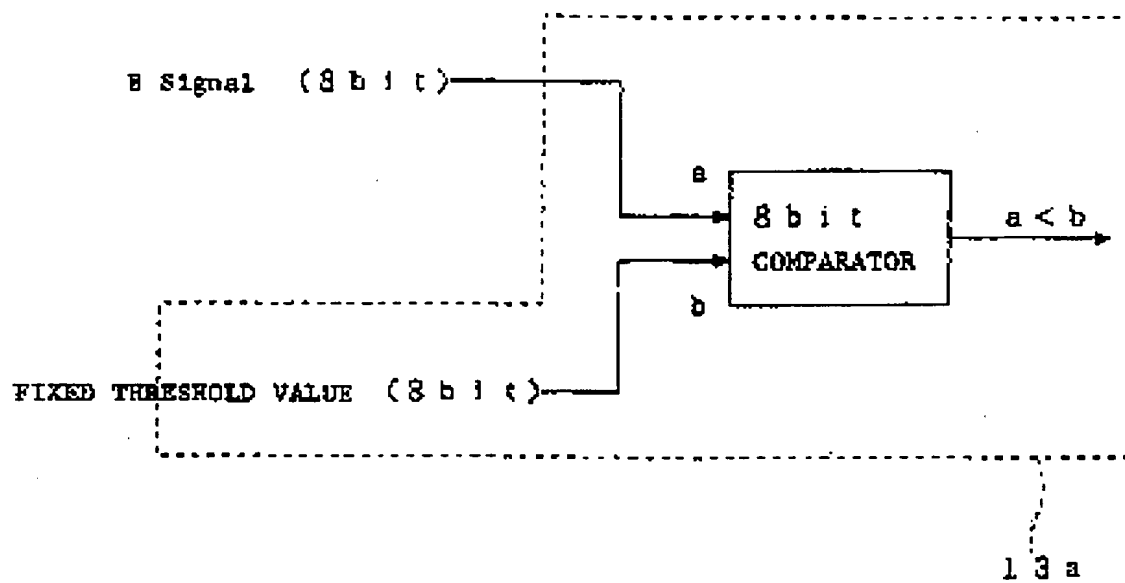 Signal (8bit)
a
8bit
a < b
COMPARATOR
b
FIXED THRESHOLD VALUE (8bit)
13a